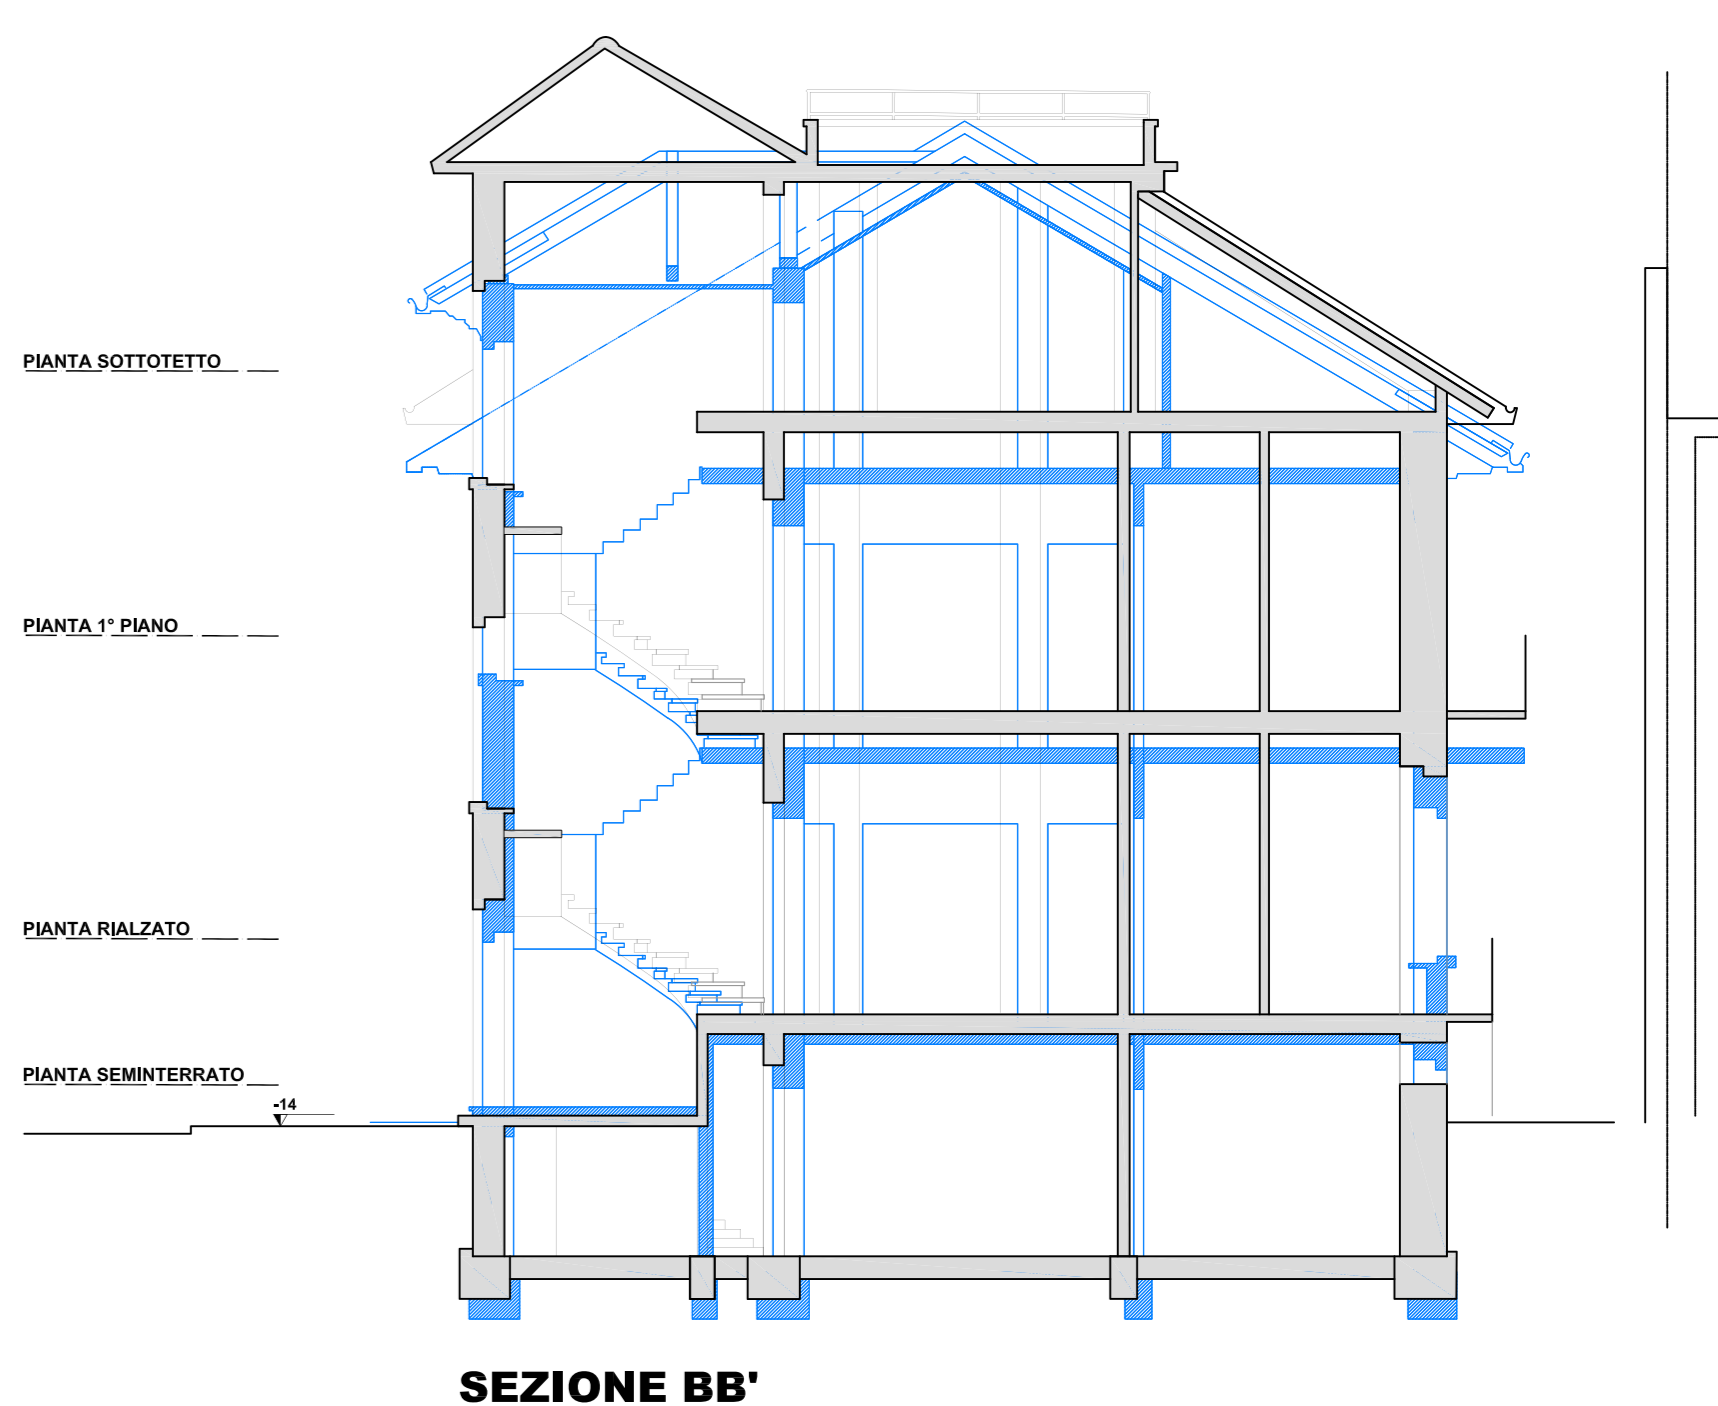 PIANTA SOTTOTETTO
PIANTA 1° PIANO
PIANTA RIALZATO
PIANTA SEMINTERRATO
-14
SEZIONE BB'